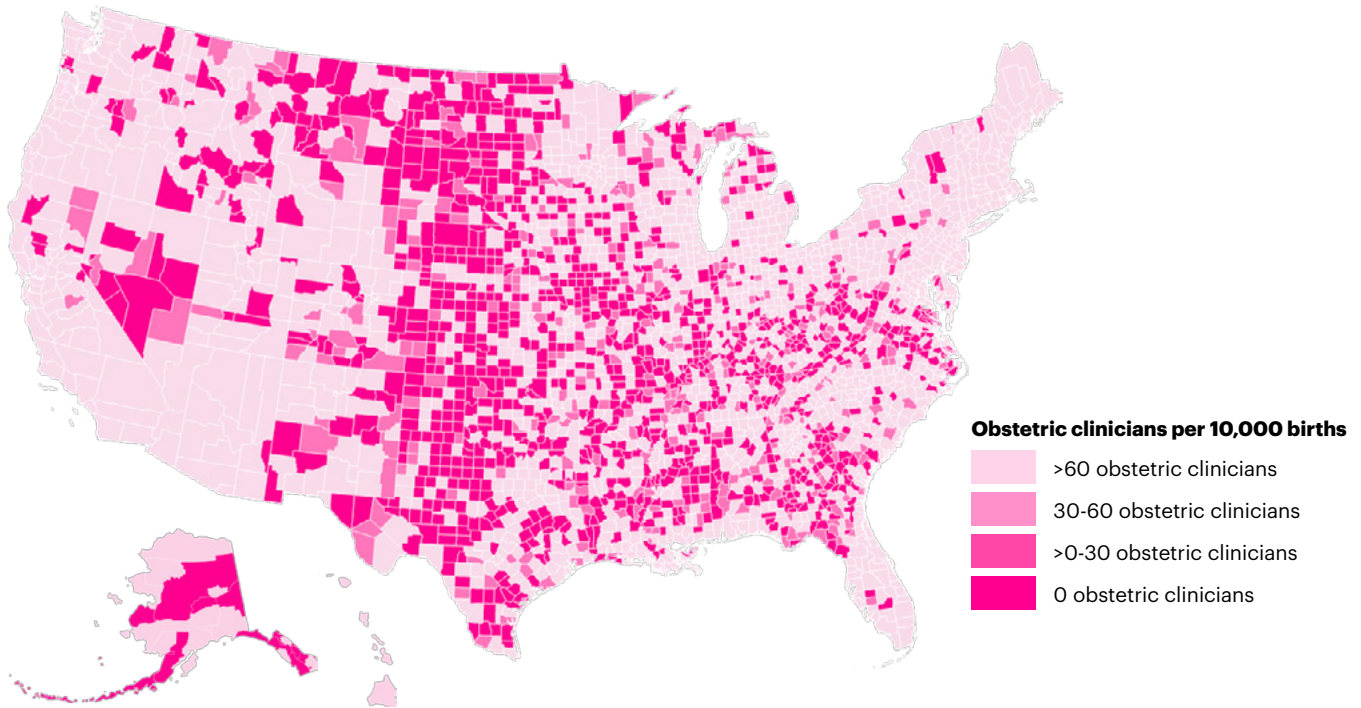 Obstetric clinicians per 10,000 births
>60 obstetric clinicians
30-60 obstetric clinicians
>0-30 obstetric clinicians
0 obstetric clinicians